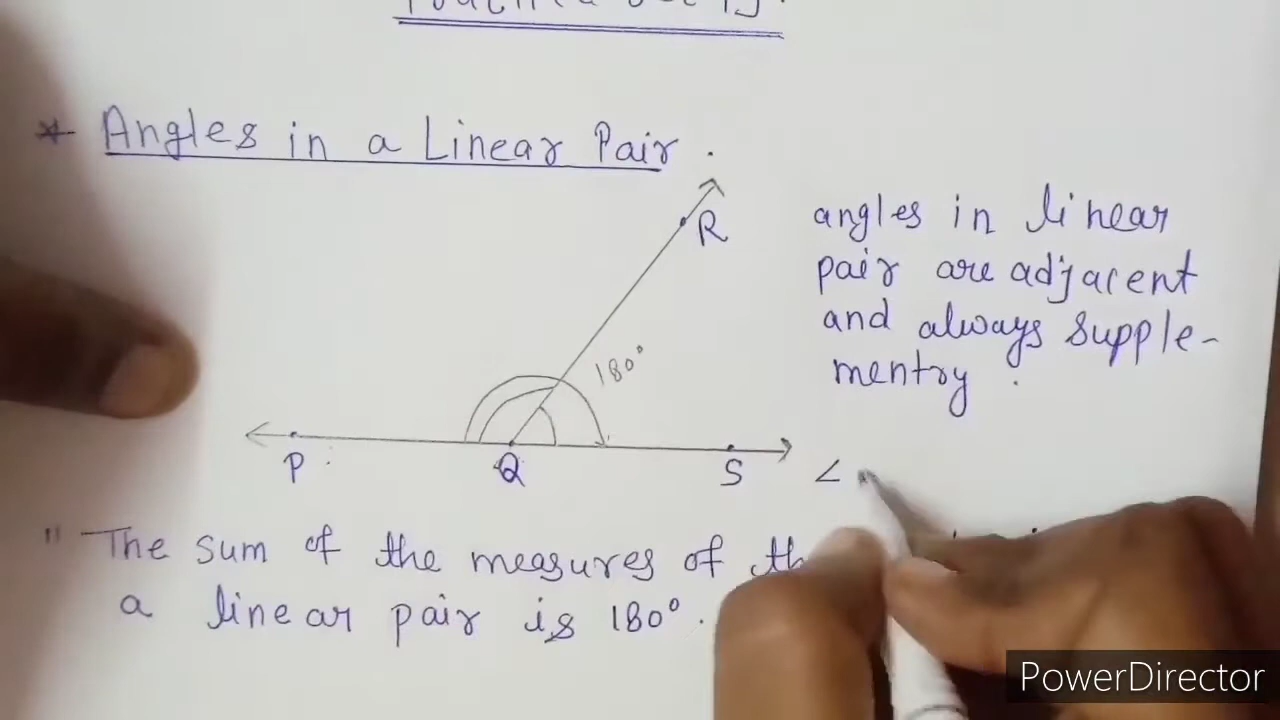 * Angles in a Linear Pair.
R
angles in linear
pair are adjacent
and always supple-
mentry.
180°
P
Q
S
∠
" The sum of the measures of
a linear pair is 180°.
PowerDirector